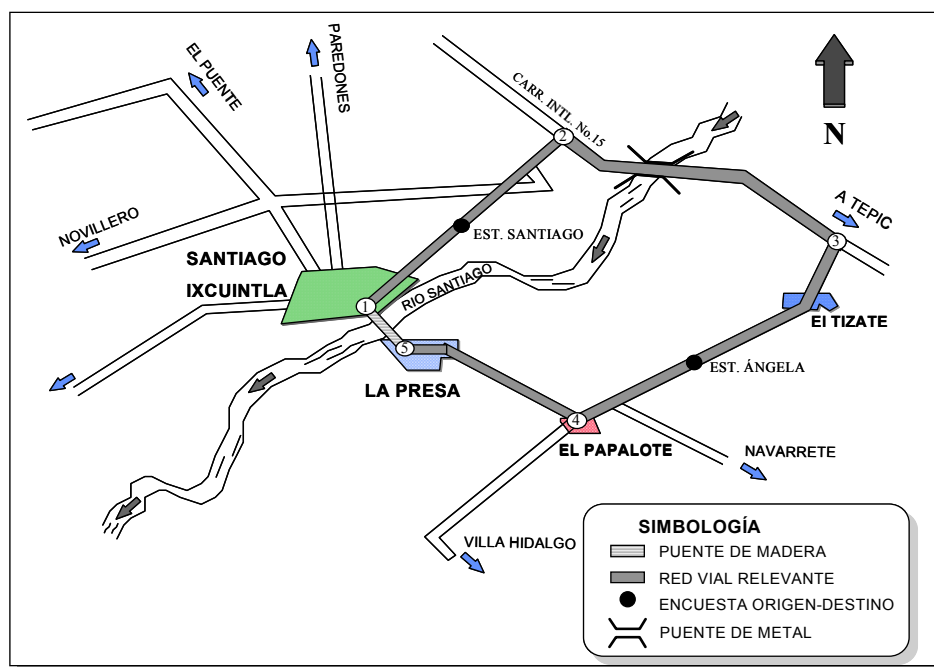 EL PUENTE
PAREDONES
CARR. INTL. No.15
N
2
A TEPIC
NOVILLERO
3
EST. SANTIAGO
SANTIAGO
IXCUINTLA
RIO SANTIAGO
1
El TIZATE
5
EST. ÁNGELA
LA PRESA
4
EL PAPALOTE
NAVARRETE
VILLA HIDALGO
SIMBOLOGÍA
PUENTE DE MADERA
RED VIAL RELEVANTE
ENCUESTA ORIGEN-DESTINO
PUENTE DE METAL